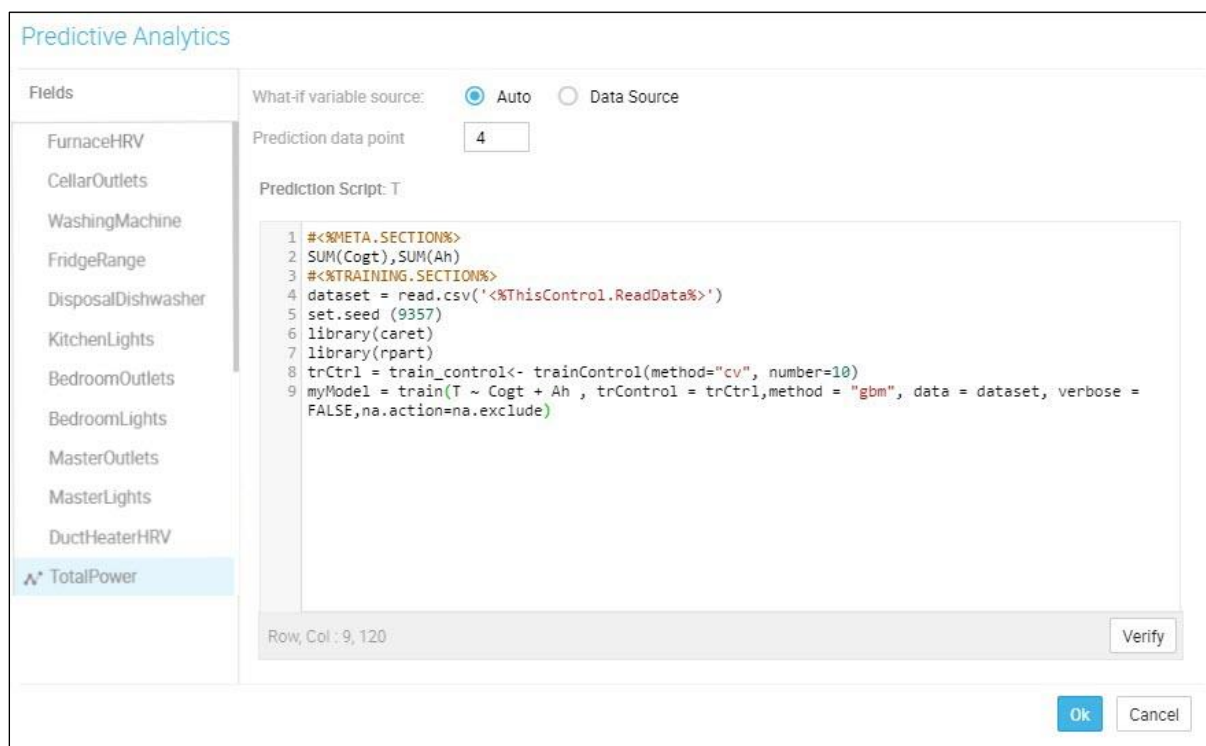 Predictive Analytics
Fields
FurnaceHRV
CellarOutlets
WashingMachine
FridgeRange
DisposalDishwasher
KitchenLights
BedroomOutlets
BedroomLights
MasterOutlets
MasterLights
DuctHeaterHRV
TotalPower
What-if variable source: Auto Data Source
Prediction data point 4
Prediction Script: T
1 #<%META.SECTION%>
2 SUM(Cogt),SUM(Ah)
3 #<%TRAINING.SECTION%>
4 dataset = read.csv('<%ThisControl.ReadData%>')
5 set.seed (9357)
6 library(caret)
7 library(rpart)
8 trCtrl = train_control<- trainControl(method="cv", number=10)
9 myModel = train(T ~ Cogt + Ah , trControl = trCtrl,method = "gbm", data = dataset, verbose =
FALSE,na.action=na.exclude)
Row, Col : 9, 120 Verify
Ok Cancel